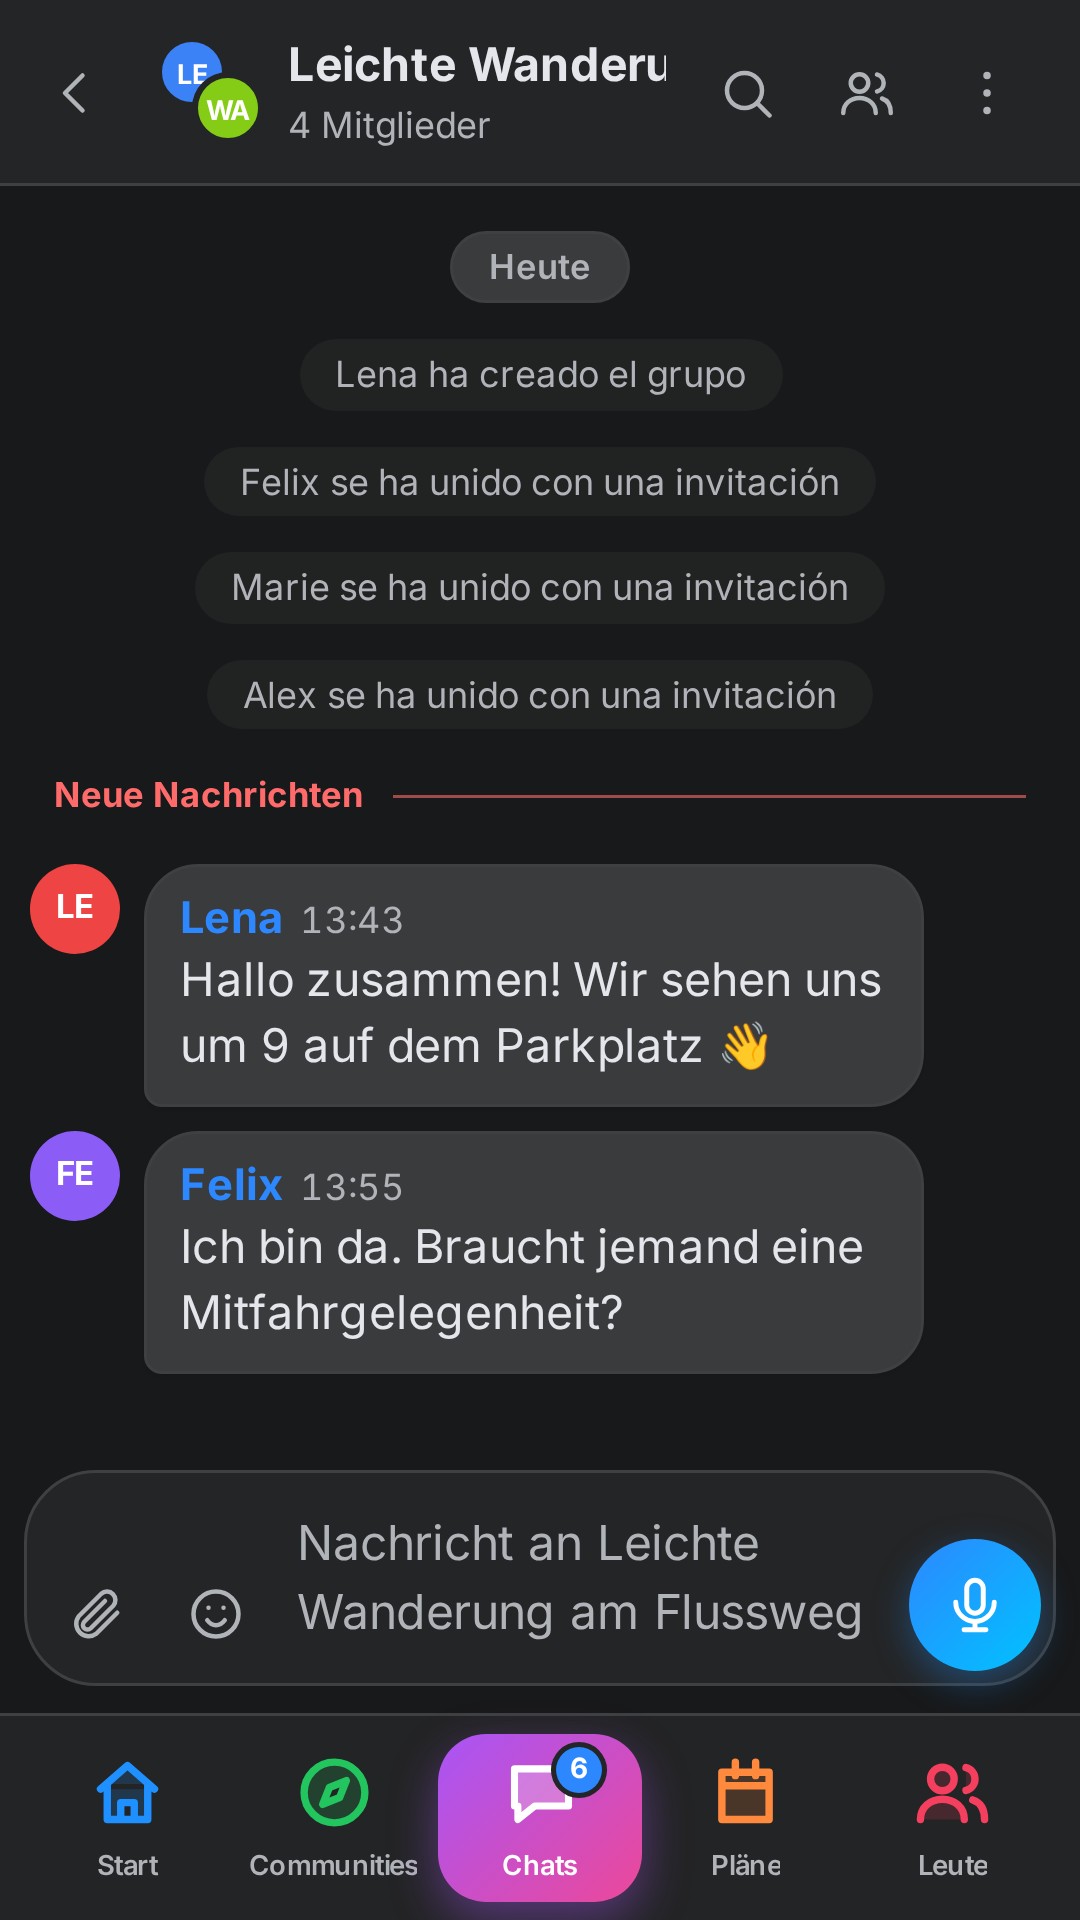 LE
WA
Leichte Wanderu
4 Mitglieder
Heute
Lena ha creado el grupo
Felix se ha unido con una invitación
Marie se ha unido con una invitación
Alex se ha unido con una invitación
Neue Nachrichten
LE
Lena 13:43
Hallo zusammen! Wir sehen uns
um 9 auf dem Parkplatz 👋
FE
Felix 13:55
Ich bin da. Braucht jemand eine
Mitfahrgelegenheit?
Nachricht an Leichte
Wanderung am Flussweg
6
Start
Communities
Chats
Pläne
Leute